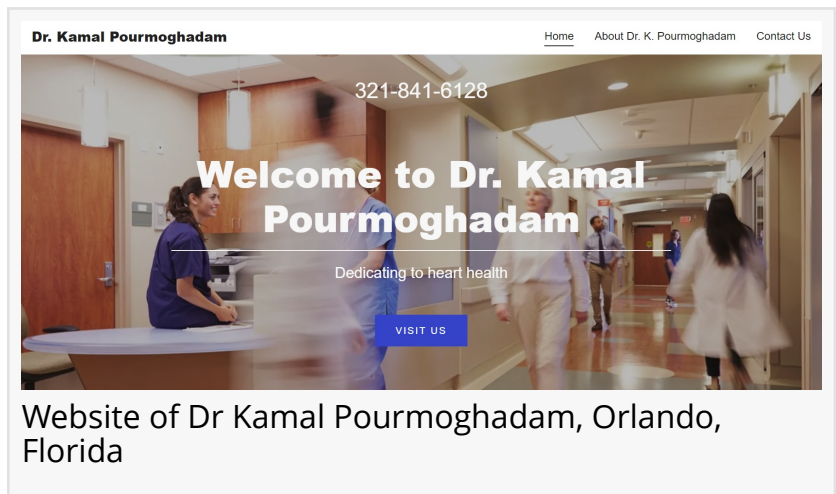 Dr. Kamal Pourmoghadam
Home About Dr. K. Pourmoghadam Contact Us
321-841-6128
Welcome to Dr. Kamal
Pourmoghadam
Dedicating to heart health
VISIT US
Website of Dr Kamal Pourmoghadam, Orlando,
Florida